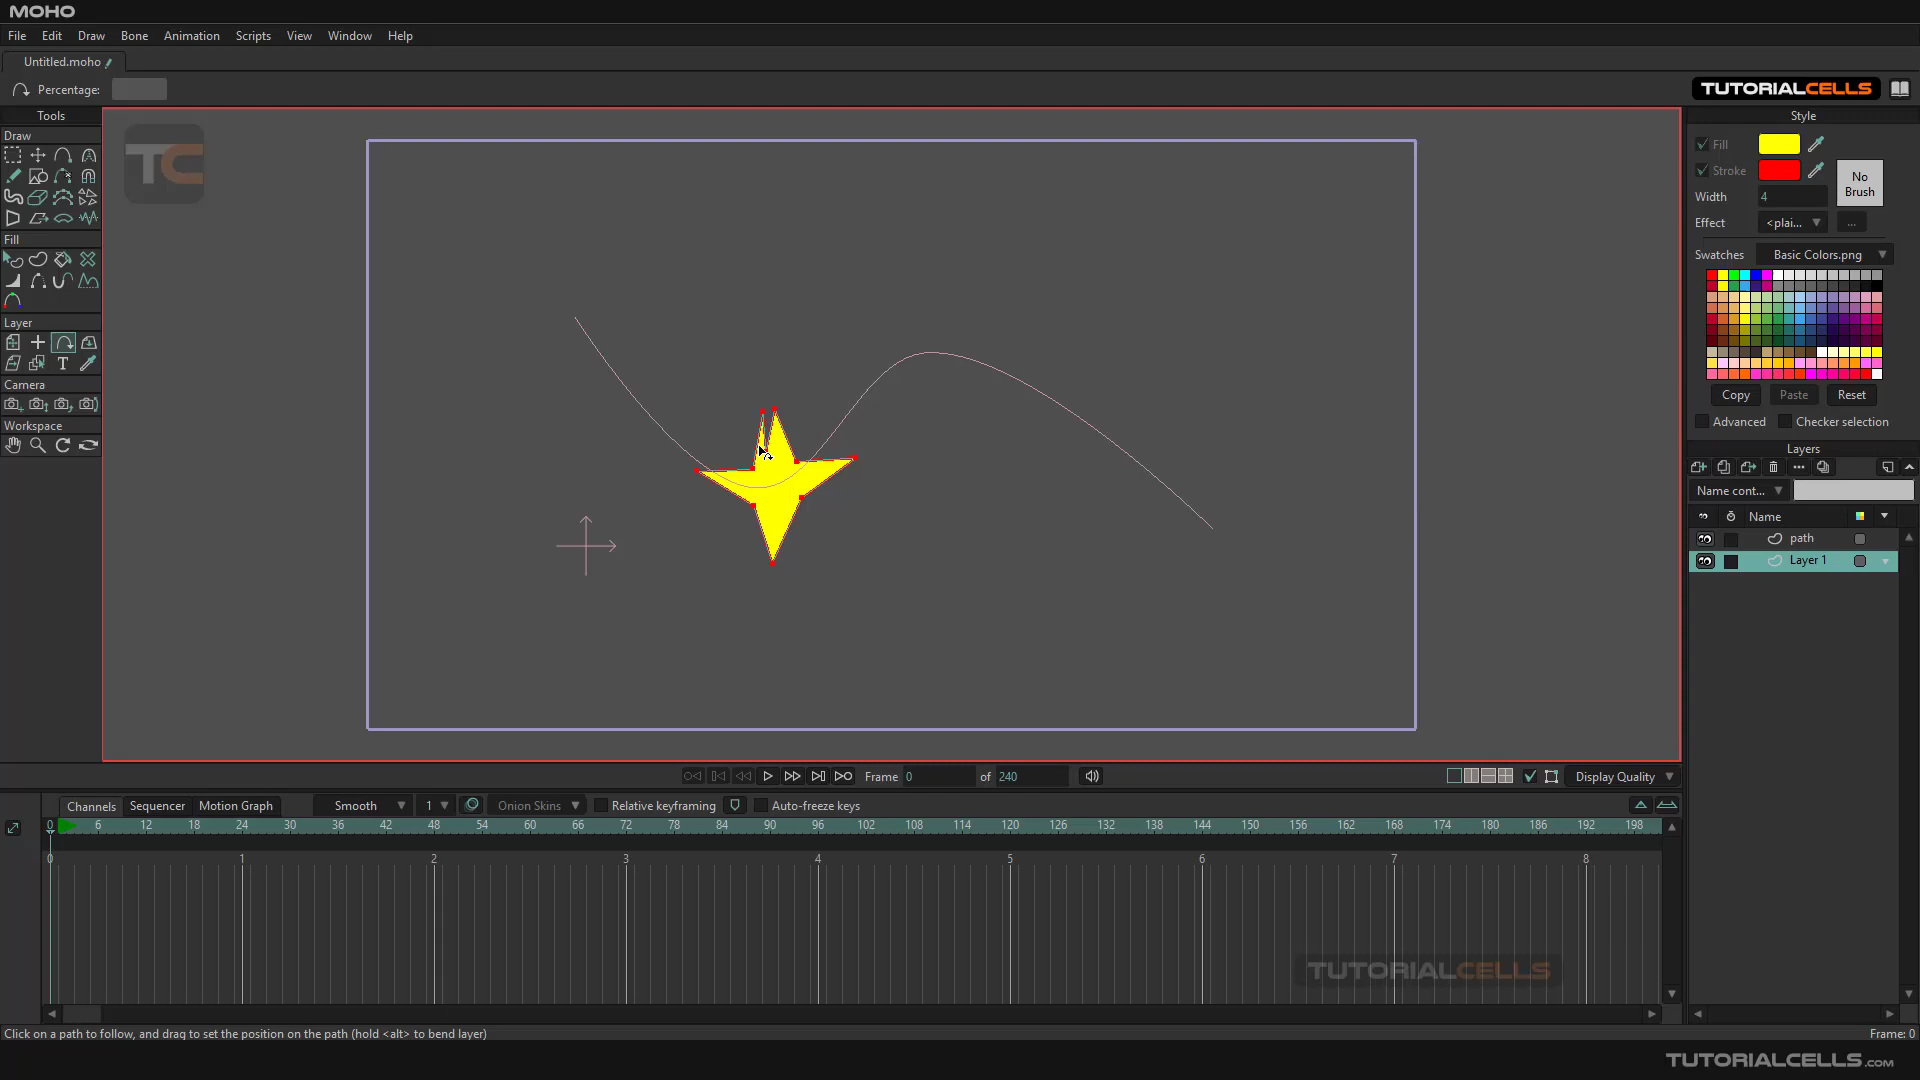 MOHO
File Edit Draw Bone Animation Scripts View Window Help
Untitled.moho
Percentage:
TUTORIALCELLS
Tools
Draw
Fill
Layer
T
Camera
Workspace
TC
Style
Fill
Stroke
No Brush
Width 4
Effect <plai... ...
Swatches Basic Colors.png
Copy Paste Reset
Advanced Checker selection
Layers
Name cont...
Name
path
Layer 1
Frame 0 of 240
Display Quality
Channels Sequencer Motion Graph Smooth 1 Onion Skins Relative keyframing Auto-freeze keys
0 6 12 18 24 30 36 42 48 54 60 66 72 78 84 90 96 102 108 114 120 126 132 138 144 150 156 162 168 174 180 186 192 198
0 1 2 3 4 5 6 7 8
TUTORIALCELLS
Click on a path to follow, and drag to set the position on the path (hold <alt> to bend layer)
Frame: 0
TUTORIALCELLS.COM